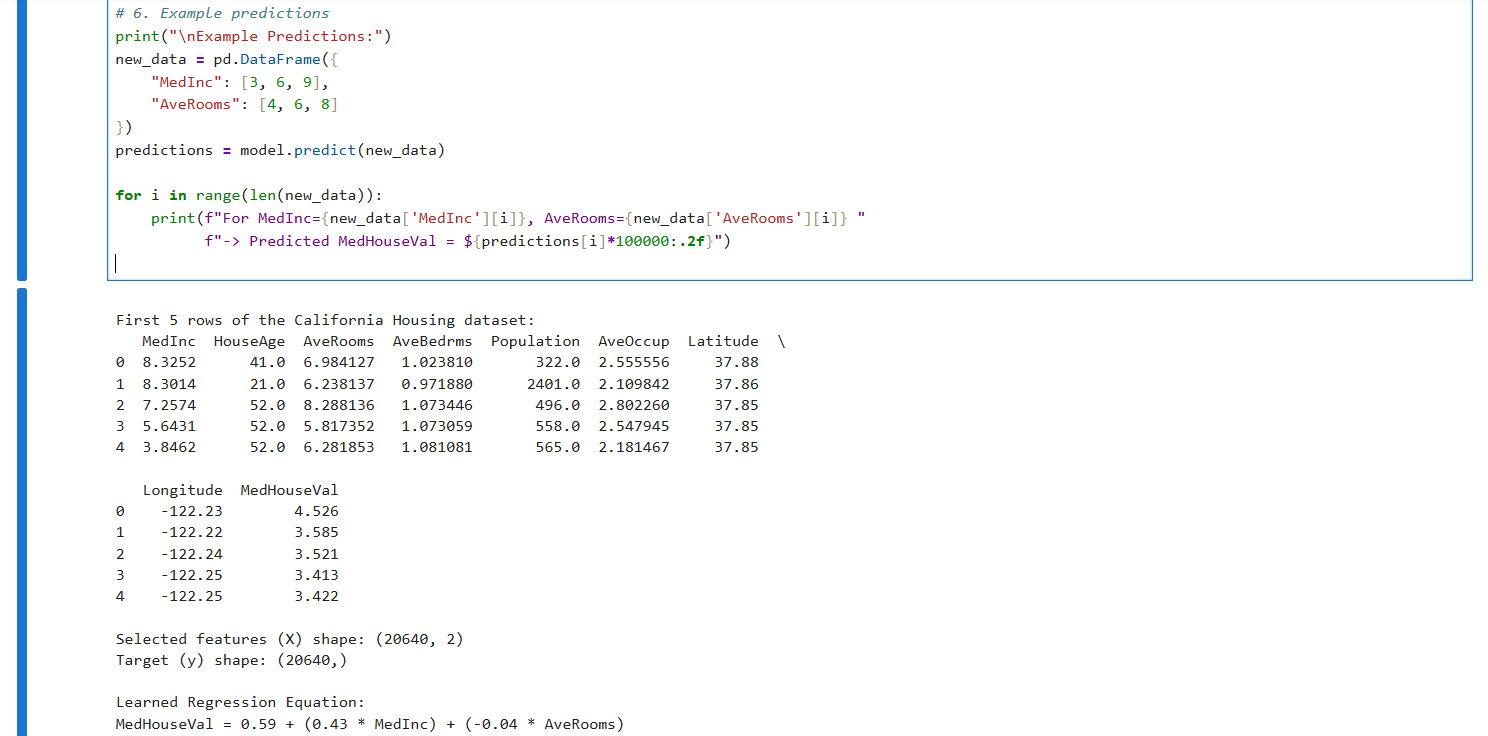 # 6. Example predictions
print("\nExample Predictions:")
new_data = pd.DataFrame({
    "MedInc": [3, 6, 9],
    "AveRooms": [4, 6, 8]
})
predictions = model.predict(new_data)

for i in range(len(new_data)):
    print(f"For MedInc={new_data['MedInc'][i]}, AveRooms={new_data['AveRooms'][i]} "
          f"-> Predicted MedHouseVal = ${predictions[i]*100000:.2f}")

First 5 rows of the California Housing dataset:
   MedInc  HouseAge  AveRooms  AveBedrms  Population  AveOccup  Latitude  \
0  8.3252      41.0  6.984127   1.023810       322.0  2.555556     37.88
1  8.3014      21.0  6.238137   0.971880      2401.0  2.109842     37.86
2  7.2574      52.0  8.288136   1.073446       496.0  2.802260     37.85
3  5.6431      52.0  5.817352   1.073059       558.0  2.547945     37.85
4  3.8462      52.0  6.281853   1.081081       565.0  2.181467     37.85

   Longitude  MedHouseVal
0    -122.23        4.526
1    -122.22        3.585
2    -122.24        3.521
3    -122.25        3.413
4    -122.25        3.422

Selected features (X) shape: (20640, 2)
Target (y) shape: (20640,)

Learned Regression Equation:
MedHouseVal = 0.59 + (0.43 * MedInc) + (-0.04 * AveRooms)